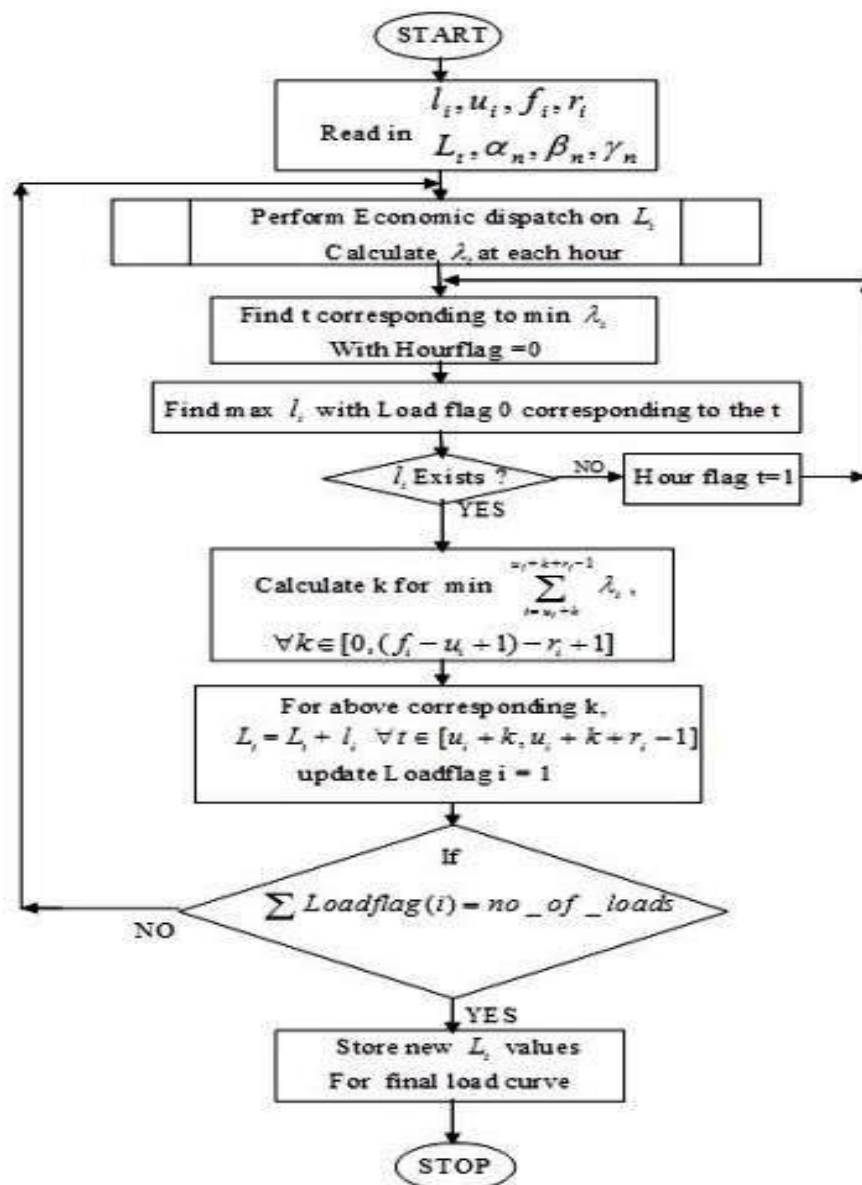 START
l_i, u_i, f_i, r_i
Read in
L_t, α_n, β_n, γ_n
Perform Economic dispatch on L_t
Calculate λ_t at each hour
Find t corresponding to min λ_t
With Hourflag =0
Find max l_i with Load flag 0 corresponding to the t
l_i Exists ?
NO
Hour flag t=1
YES
u_i+k+r_i-1
Calculate k for min ∑ λ_t ,
t=u_i+k
∀k∈[0,(f_i-u_i+1)-r_i+1]
For above corresponding k,
L_t = L_t + l_i ∀t∈[u_i+k,u_i+k+r_i-1]
update Loadflag i = 1
If
∑ Loadflag(i) = no_of_loads
NO
YES
Store new L_t values
For final load curve
STOP